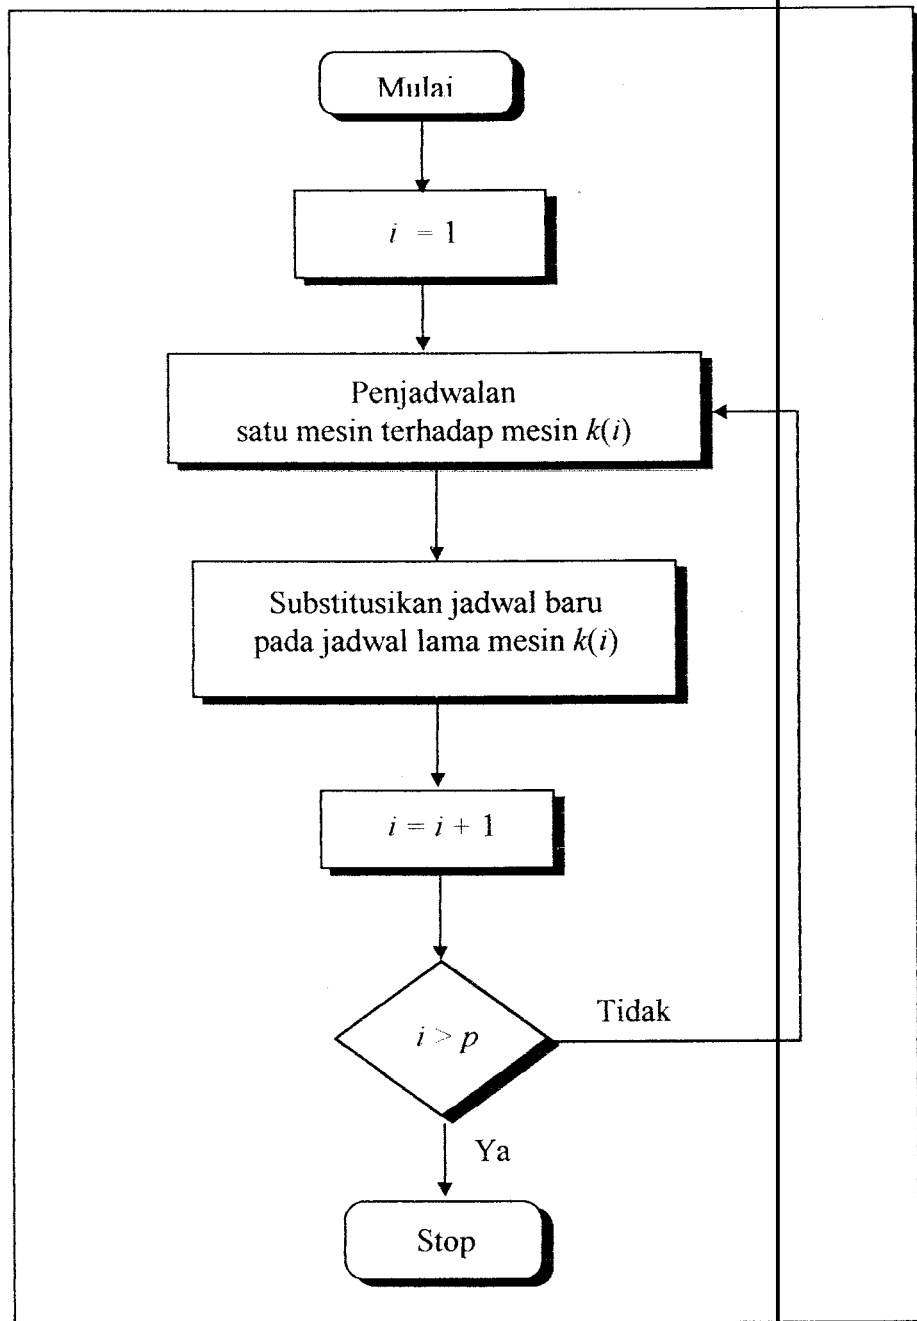 Mulai
i = 1
Penjadwalan
satu mesin terhadap mesin k(i)
Substitusikan jadwal baru
pada jadwal lama mesin k(i)
i = i + 1
i > p
Tidak
Ya
Stop